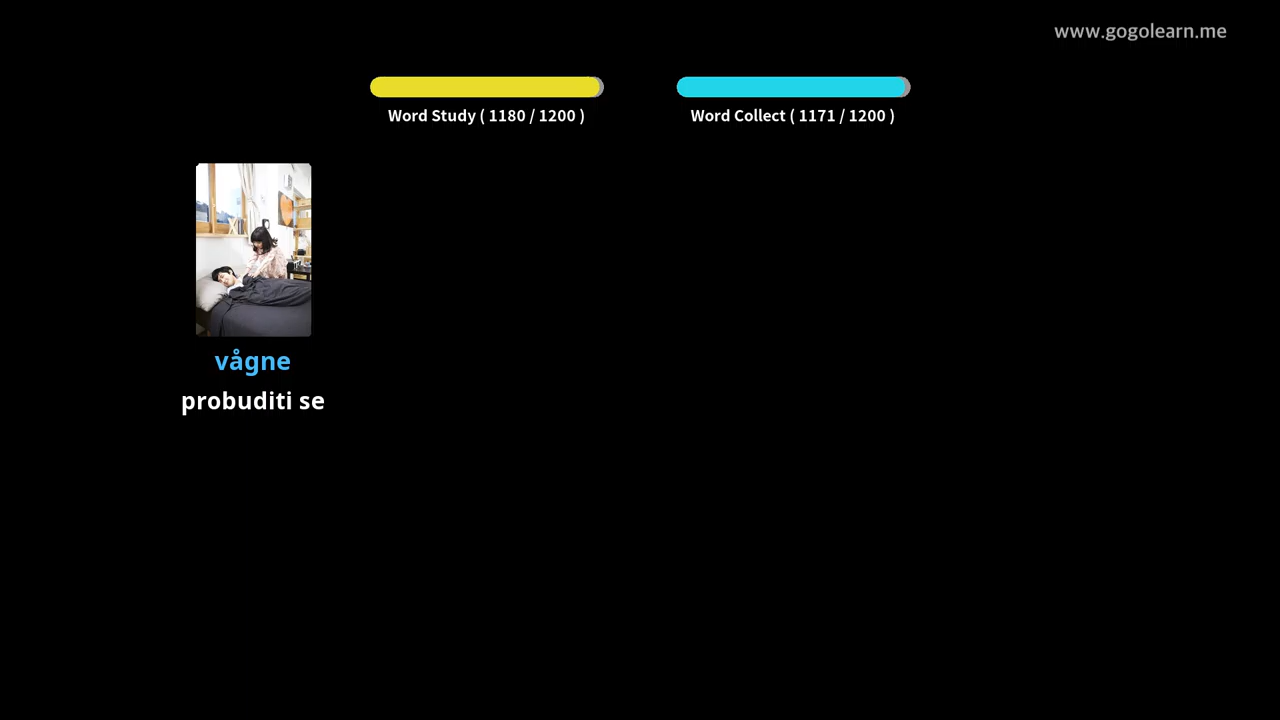 www.gogolearn.me
Word Study ( 1180 / 1200 )
Word Collect ( 1171 / 1200 )
vågne
probuditi se